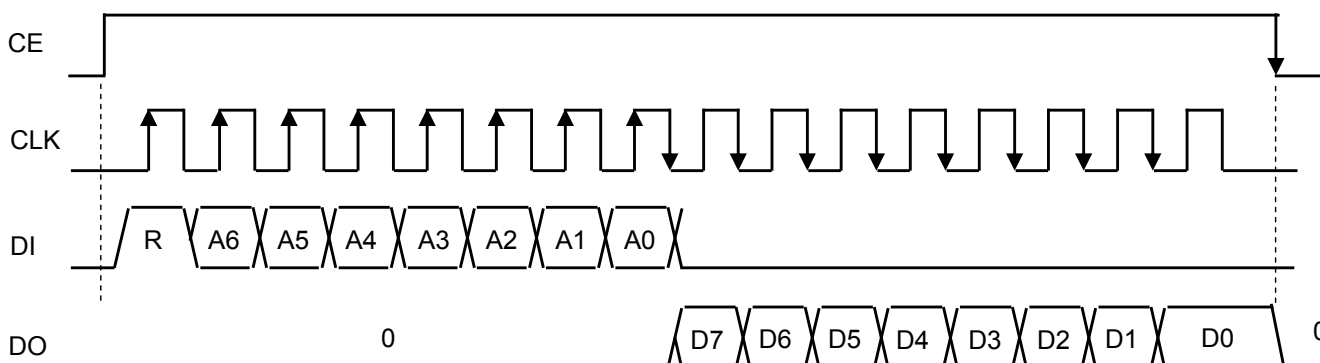 CE
CLK
DI R A6 A5 A4 A3 A2 A1 A0
DO 0 D7 D6 D5 D4 D3 D2 D1 D0 0